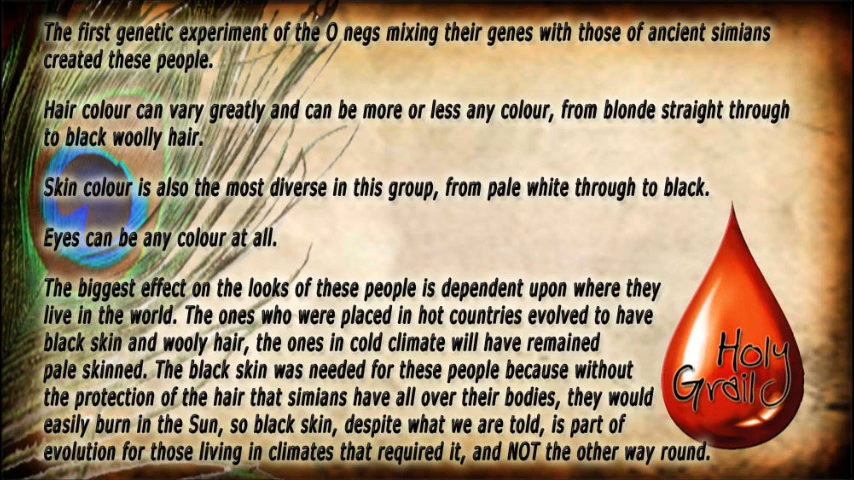 The first genetic experiment of the O negs mixing their genes with those of ancient simians
created these people.
Hair colour can vary greatly and can be more or less any colour, from blonde straight through
to black woolly hair.
Skin colour is also the most diverse in this group, from pale white through to black.
Eyes can be any colour at all.
The biggest effect on the looks of these people is dependent upon where they
live in the world. The ones who were placed in hot countries evolved to have
black skin and wooly hair, the ones in cold climate will have remained
pale skinned. The black skin was needed for these people because without
the protection of the hair that simians have all over their bodies, they would
easily burn in the Sun, so black skin, despite what we are told, is part of
evolution for those living in climates that required it, and NOT the other way round.
Holy
Grail